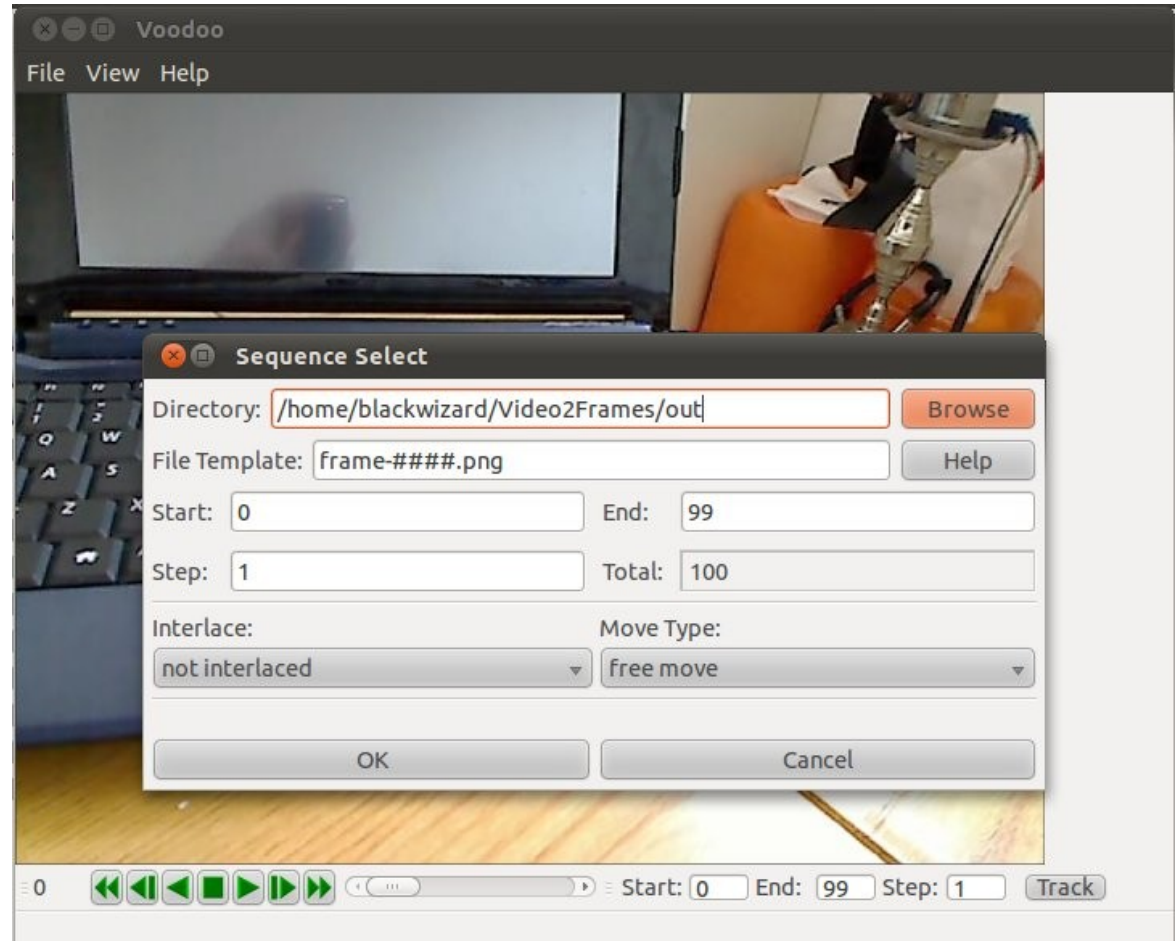 Voodoo
File View Help
Sequence Select
Directory: /home/blackwizard/Video2Frames/out Browse
File Template: frame-####.png Help
Start: 0 End: 99
Step: 1 Total: 100
Interlace: Move Type:
not interlaced free move
OK Cancel
Q W
A S
Z X
0 Start: 0 End: 99 Step: 1 Track